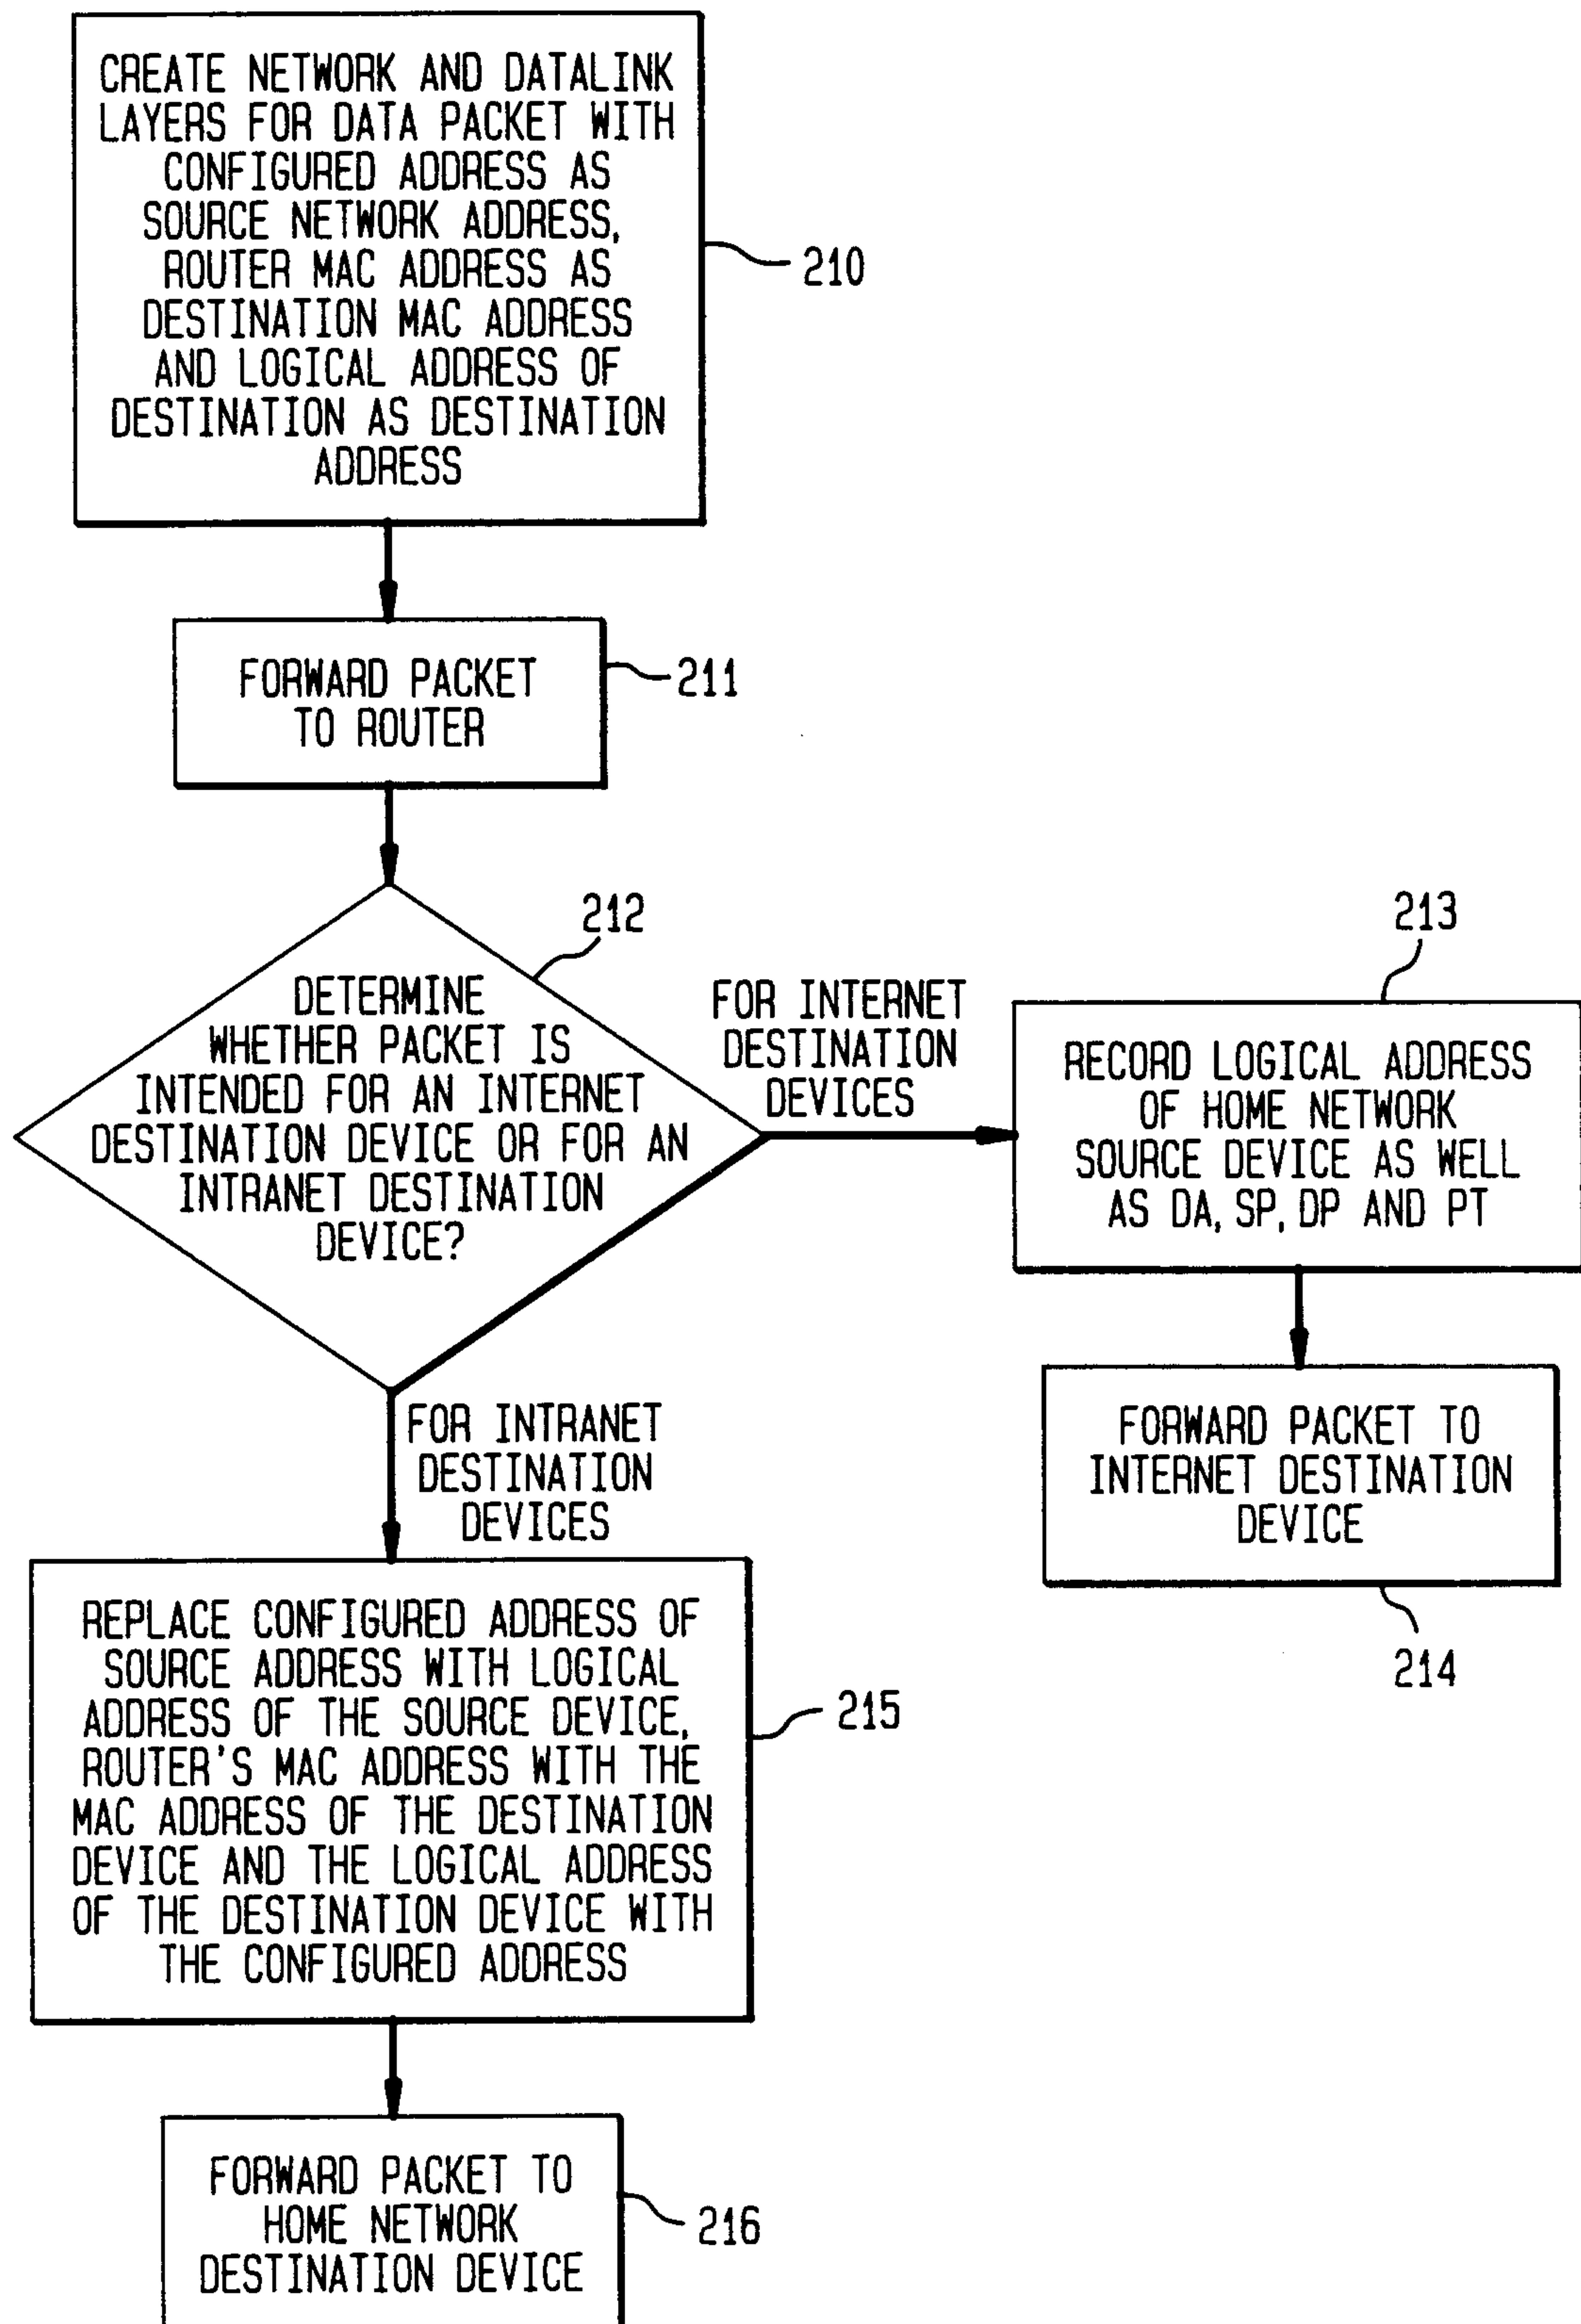 CREATE NETWORK AND DATALINK
LAYERS FOR DATA PACKET WITH
CONFIGURED ADDRESS AS
SOURCE NETWORK ADDRESS,
ROUTER MAC ADDRESS AS
DESTINATION MAC ADDRESS
AND LOGICAL ADDRESS OF
DESTINATION AS DESTINATION
ADDRESS
210
FORWARD PACKET
TO ROUTER
211
212
DETERMINE
WHETHER PACKET IS
INTENDED FOR AN INTERNET
DESTINATION DEVICE OR FOR AN
INTRANET DESTINATION
DEVICE?
FOR INTERNET
DESTINATION
DEVICES
213
RECORD LOGICAL ADDRESS
OF HOME NETWORK
SOURCE DEVICE AS WELL
AS DA, SP, DP AND PT
FORWARD PACKET TO
INTERNET DESTINATION
DEVICE
214
FOR INTRANET
DESTINATION
DEVICES
REPLACE CONFIGURED ADDRESS OF
SOURCE ADDRESS WITH LOGICAL
ADDRESS OF THE SOURCE DEVICE,
ROUTER'S MAC ADDRESS WITH THE
MAC ADDRESS OF THE DESTINATION
DEVICE AND THE LOGICAL ADDRESS
OF THE DESTINATION DEVICE WITH
THE CONFIGURED ADDRESS
215
FORWARD PACKET TO
HOME NETWORK
DESTINATION DEVICE
216